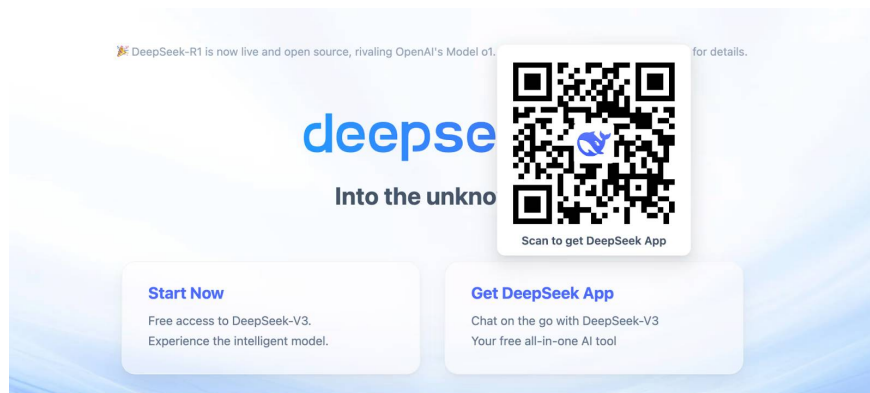 🎉 DeepSeek-R1 is now live and open source, rivaling OpenAI's Model o1. for details.
deepse
Into the unkno
Scan to get DeepSeek App
Start Now
Free access to DeepSeek-V3.
Experience the intelligent model.
Get DeepSeek App
Chat on the go with DeepSeek-V3
Your free all-in-one AI tool